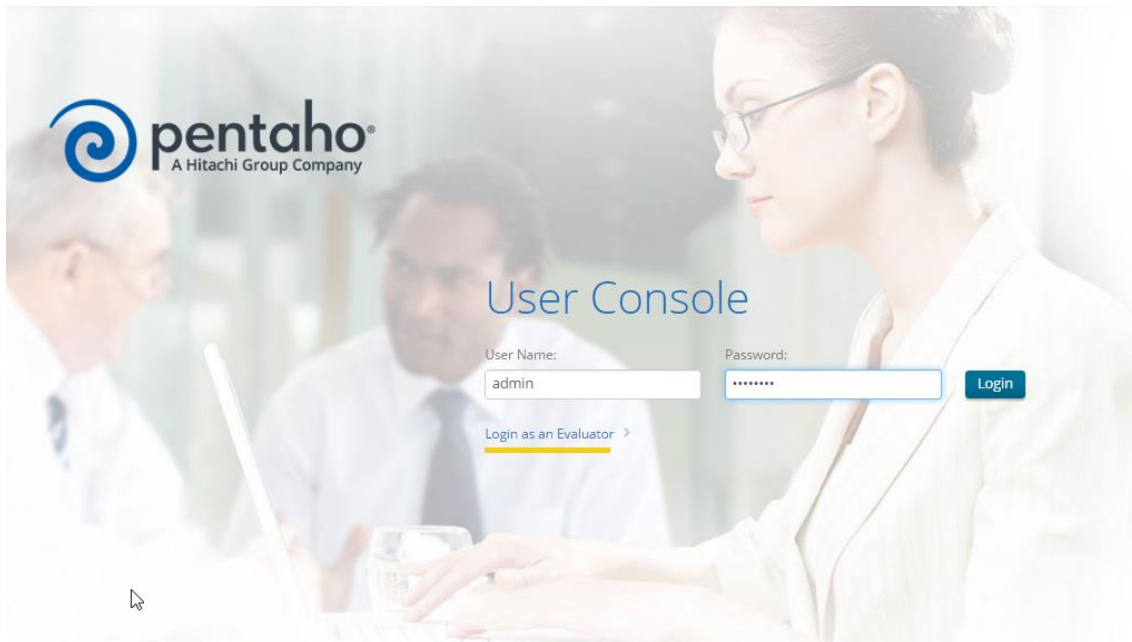 pentaho®
A Hitachi Group Company
User Console
User Name:
Password:
admin
••••••••
Login
Login as an Evaluator >